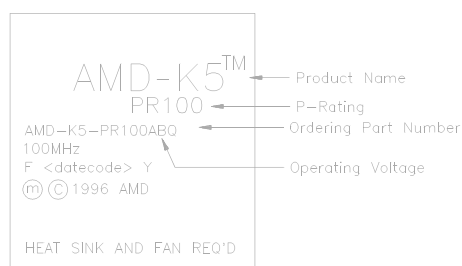 AMD-K5™
Product Name
PR100
P-Rating
AMD-K5-PR100ABQ
Ordering Part Number
100MHz
F <datecode> Y
Operating Voltage
ⓜ © 1996 AMD
HEAT SINK AND FAN REQ'D